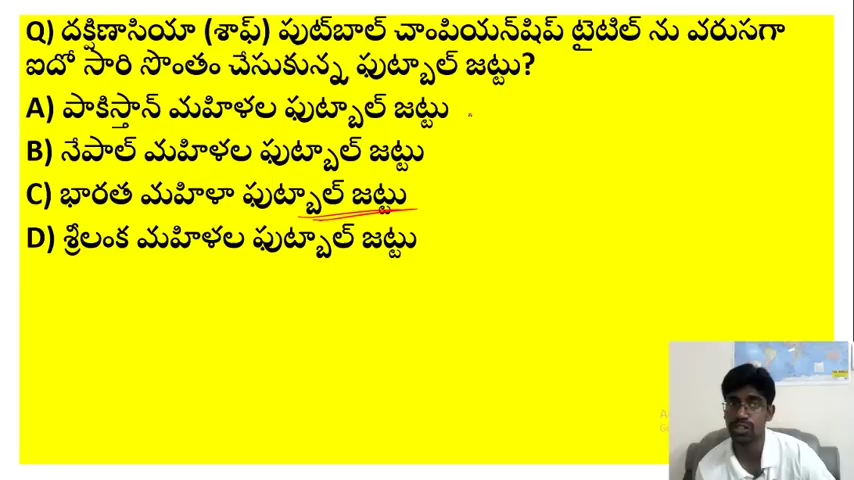 Q) దక్షిణాసియా (శాఫ్) పుట్‌బాల్ చాంపియన్‌షిప్ టైటిల్ ను వరుసగా
ఐదో సారి సొంతం చేసుకున్న ఫుట్బాల్ జట్టు?
A) పాకిస్తాన్ మహిళల ఫుట్బాల్ జట్టు
B) నేపాల్ మహిళల ఫుట్బాల్ జట్టు
C) భారత మహిళా ఫుట్బాల్ జట్టు
D) శ్రీలంక మహిళల ఫుట్బాల్ జట్టు